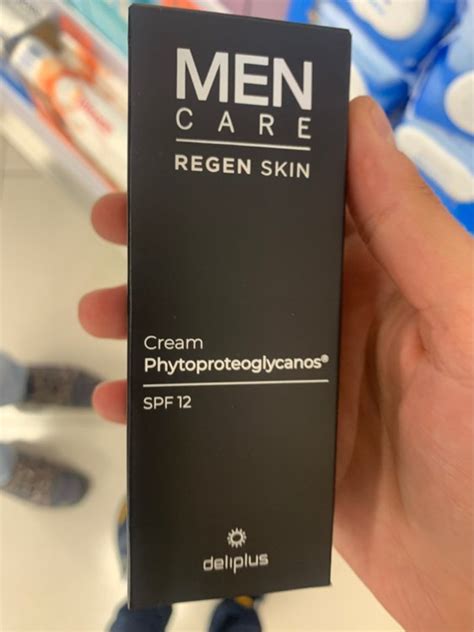 MEN
CARE
REGEN SKIN
Cream
Phytoproteoglycanos®
SPF 12
deliplus